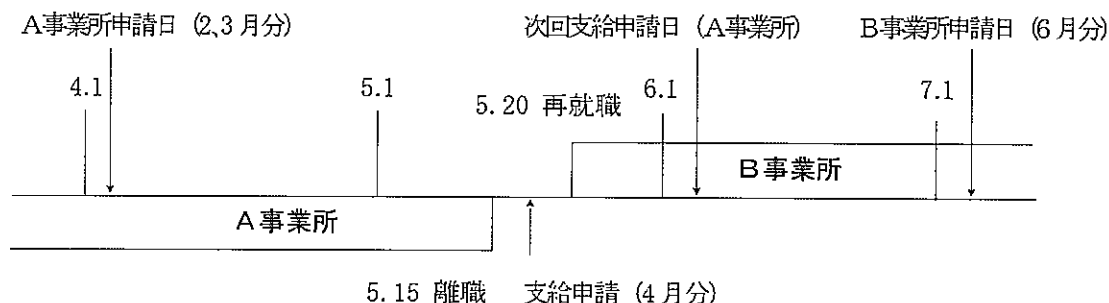 A事業所申請日（2､3月分） 次回支給申請日（A事業所） B事業所申請日（6月分）
4.1 5.1 5.20 再就職 6.1 7.1
B事業所
A事業所
5.15 離職 支給申請（4月分）